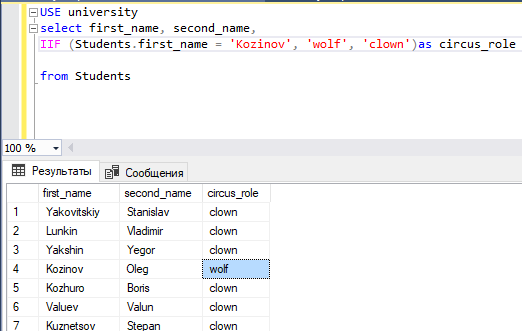 USE university
select first_name, second_name,
IIF (Students.first_name = 'Kozinov', 'wolf', 'clown')as circus_role
from Students
100 %
Результаты Сообщения
first_name second_name circus_role
1 Yakovitskiy Stanislav clown
2 Lunkin Vladimir clown
3 Yakshin Yegor clown
4 Kozinov Oleg wolf
5 Kozhuro Boris clown
6 Valuev Valun clown
7 Kuznetsov Stepan clown